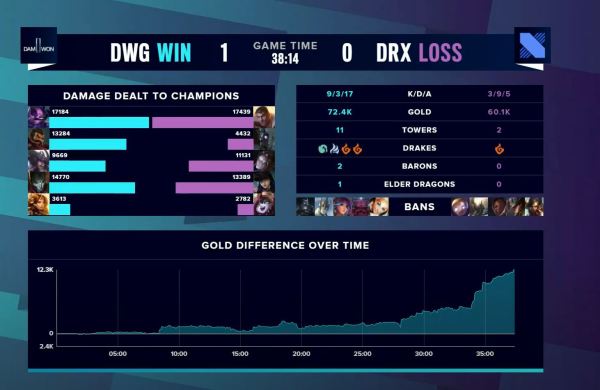 DAMWON
DWG WIN 1 GAME TIME 0 DRX LOSS
38:14
DAMAGE DEALT TO CHAMPIONS
17184 17439
13284 4432
9669 11131
14770 13389
3613 2782
9/3/17 K/D/A 3/9/5
72.4K GOLD 60.1K
11 TOWERS 2
DRAKES
2 BARONS 0
1 ELDER DRAGONS 0
BANS
GOLD DIFFERENCE OVER TIME
12.3K
0
2.4K
05:00 10:00 15:00 20:00 25:00 30:00 35:00